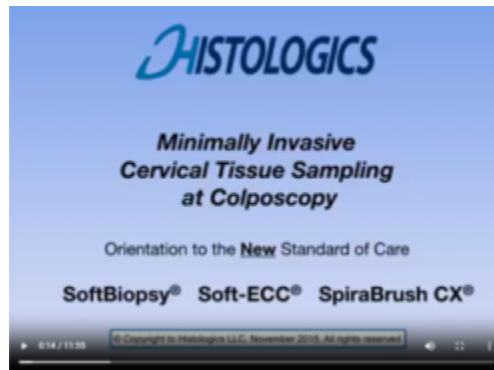 HISTOLOGICS
Minimally Invasive
Cervical Tissue Sampling
at Colposcopy
Orientation to the New Standard of Care
SoftBiopsy® Soft-ECC® SpiraBrush CX®
© Copyright to Histologics LLC, November 2015. All rights reserved
0:14 / 11:55